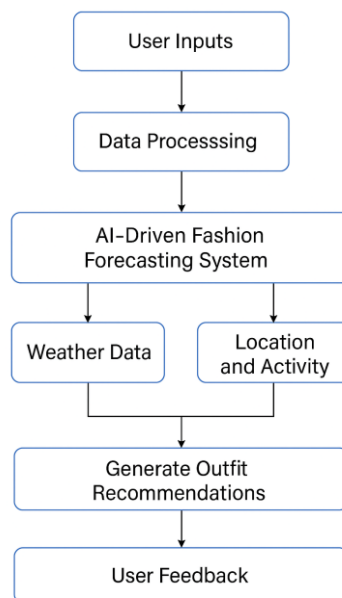 User Inputs
Data Processsing
AI-Driven Fashion
Forecasting System
Weather Data
Location
and Activity
Generate Outfit
Recommendations
User Feedback